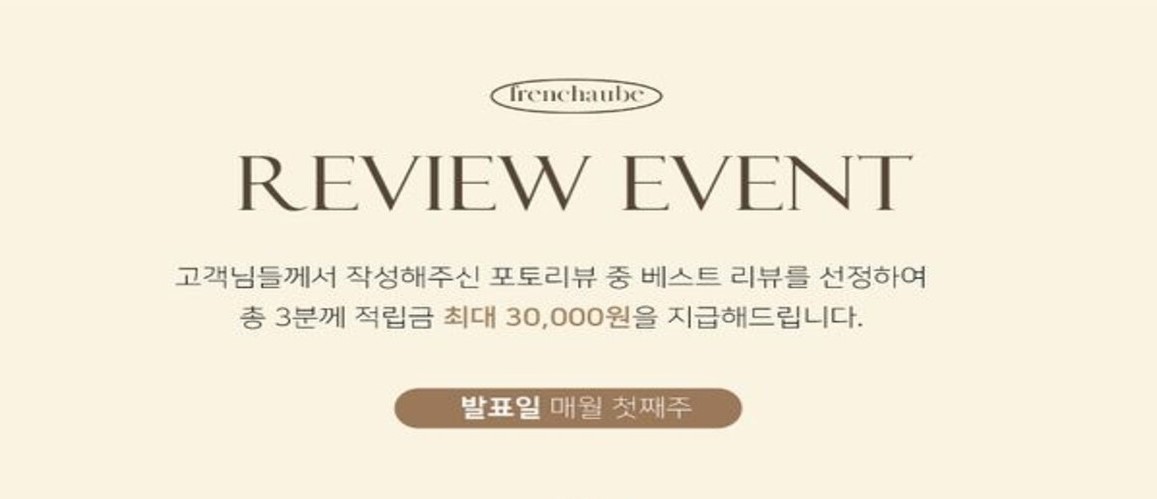 frenchaube
REVIEW EVENT
고객님들께서 작성해주신 포토리뷰 중 베스트 리뷰를 선정하여
총 3분께 적립금 최대 30,000원을 지급해드립니다.
발표일 매월 첫째주